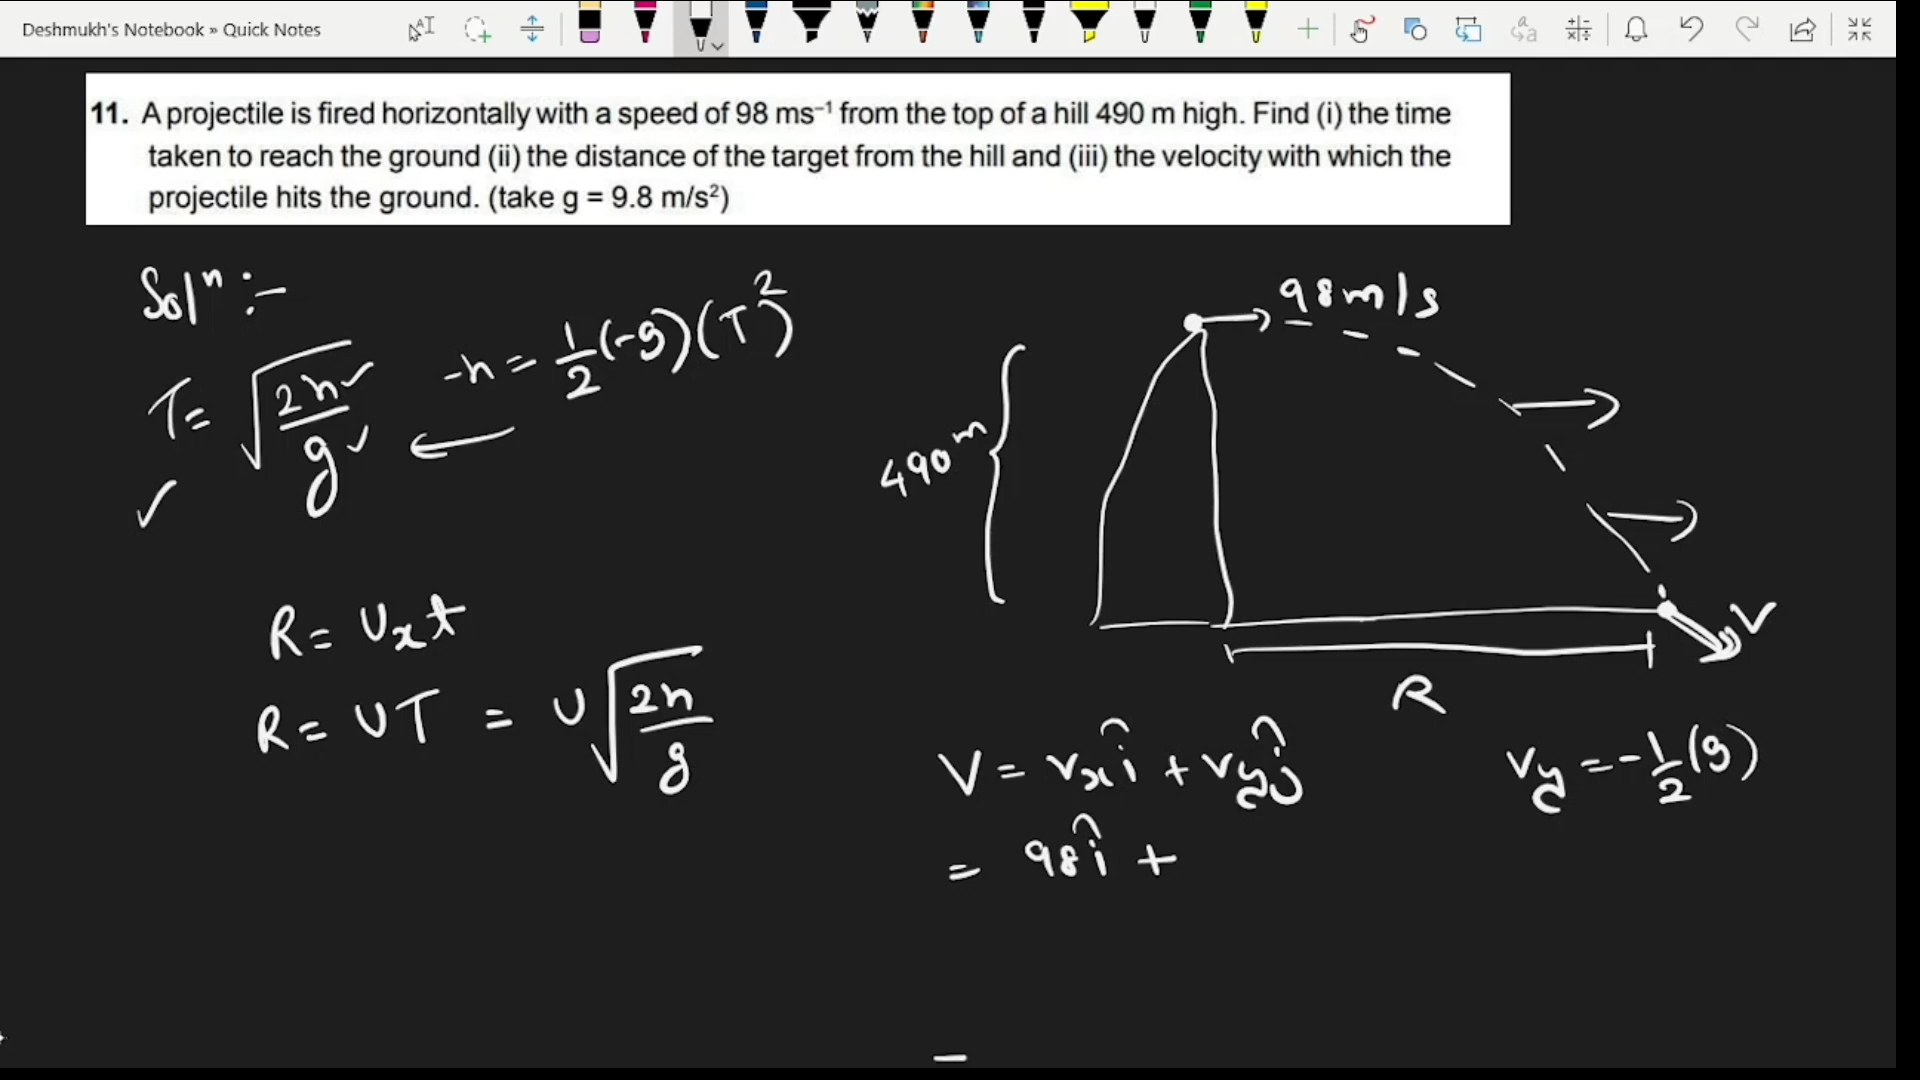 Deshmukh's Notebook » Quick Notes
11. A projectile is fired horizontally with a speed of 98 ms⁻¹ from the top of a hill 490 m high. Find (i) the time
taken to reach the ground (ii) the distance of the target from the hill and (iii) the velocity with which the
projectile hits the ground. (take g = 9.8 m/s²)
Solⁿ :-
-h = 1/2 (-g)(T)²
T = √(2h/g)
98 m/s
490 m
R = Uₓt
R = UT = U√(2h/g)
V
R
V = vₓî + v_yĵ
v_y = -1/2 (g)
= 98î +